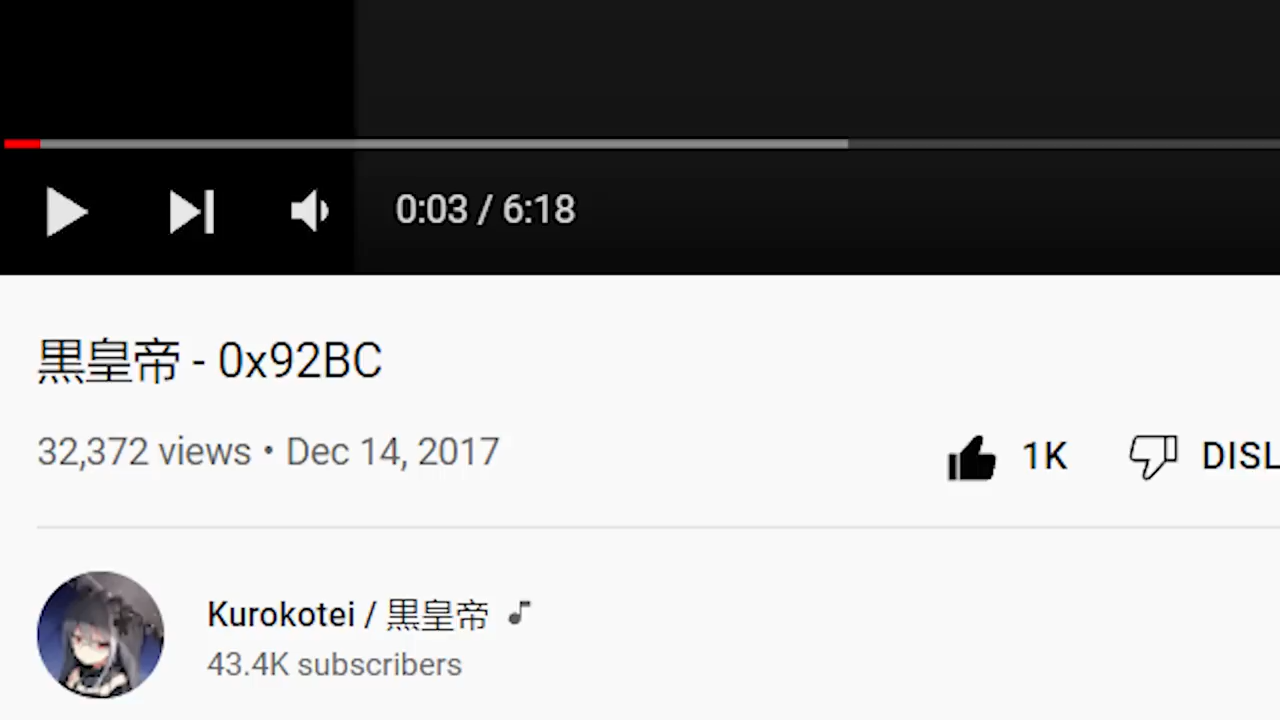 0:03 / 6:18
黒皇帝 - 0x92BC
32,372 views • Dec 14, 2017
1K DISL
Kurokotei / 黒皇帝
43.4K subscribers